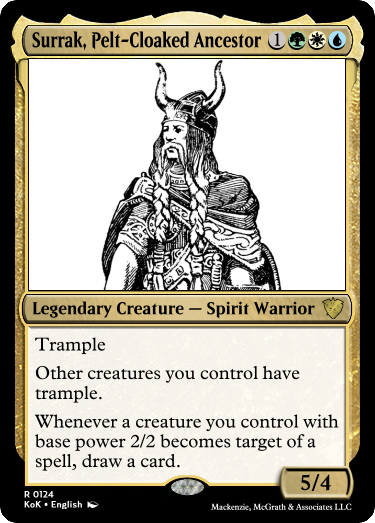 Surrak, Pelt-Cloaked Ancestor 1
Legendary Creature — Spirit Warrior
Trample
Other creatures you control have
trample.
Whenever a creature you control with
base power 2/2 becomes target of a
spell, draw a card.
5/4
R 0124
KoK • English
Mackenzie, McGrath & Associates LLC